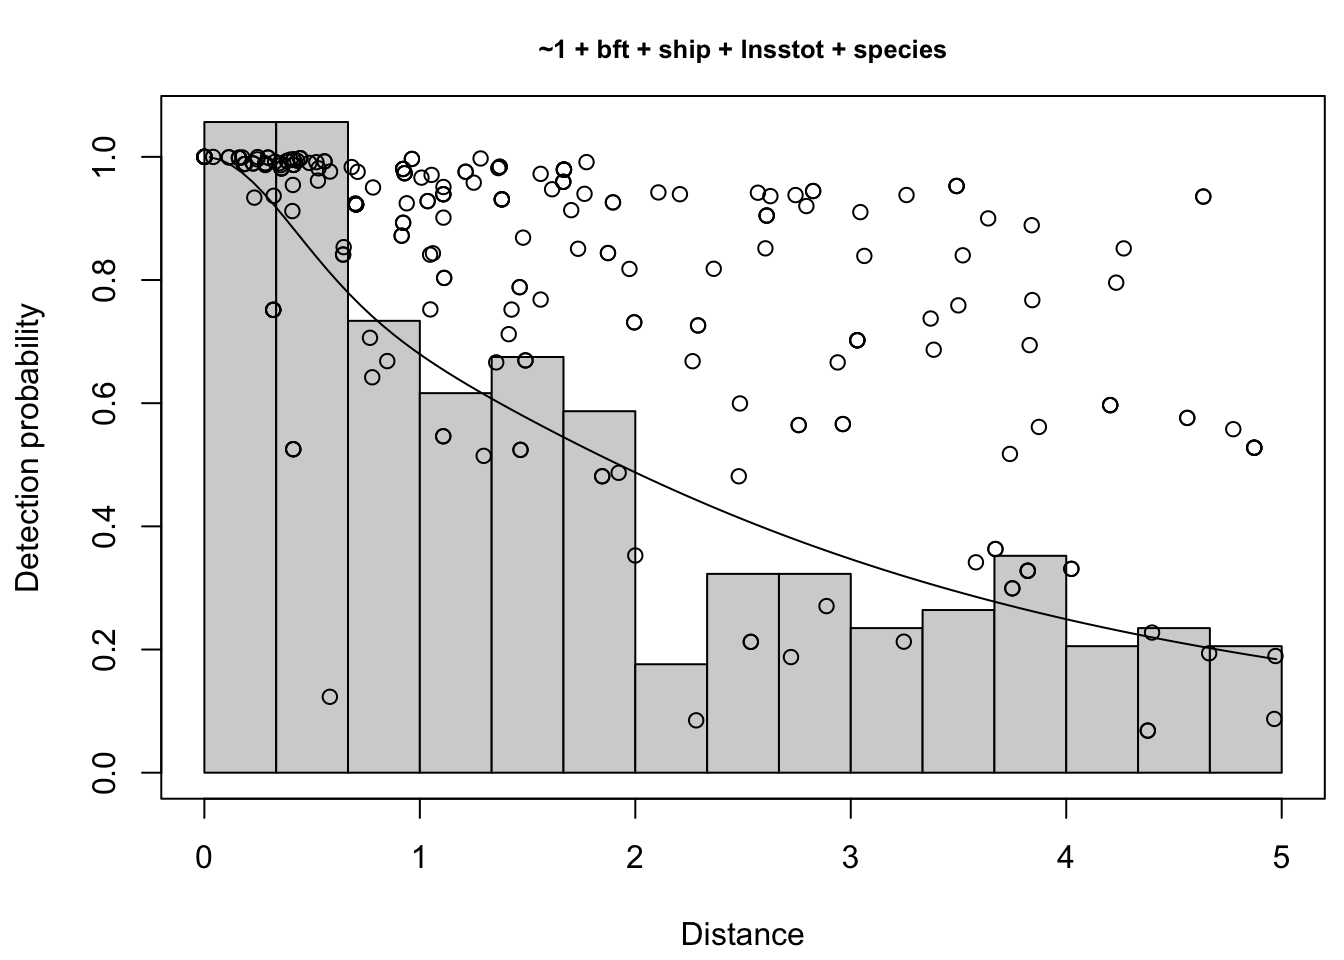 ~1 + bft + ship + lnsstot + species
Detection probability
1.0
0.8
0.6
0.4
0.2
0.0
0 1 2 3 4 5
Distance